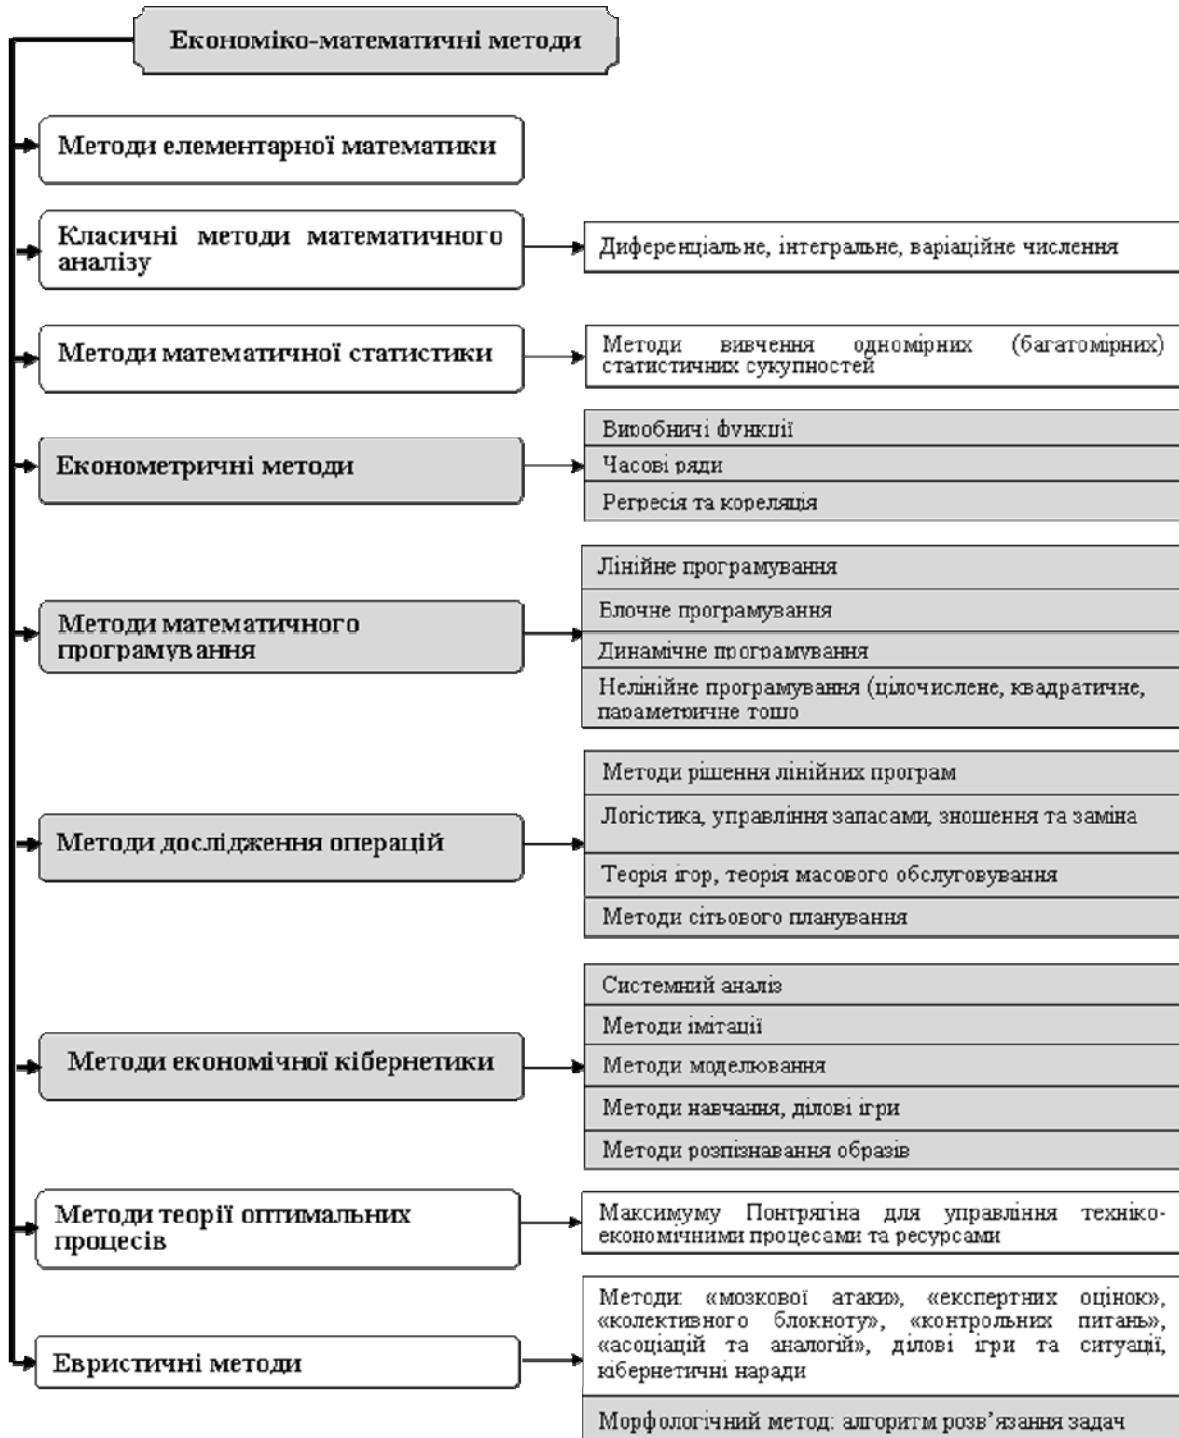 Економіко-математичні методи
Методи елементарної математики
Класичні методи математичного
аналізу
Диференціальне, інтегральне, варіаційне числення
Методи математичної статистики
Методи вивчення одномірних (багатомірних)
статистичних сукупностей
Економетричні методи
Виробничі функції
Часові ряди
Регресія та кореляція
Методи математичного
програмування
Лінійне програмування
Блочне програмування
Динамічне програмування
Нелінійне програмування (цілочислене, квадратичне,
параметричне тощо
Методи дослідження операцій
Методи рішення лінійних програм
Логістика, управління запасами, зношення та заміна
Теорія ігор, теорія масового обслуговування
Методи сітьового планування
Методи економічної кібернетики
Системний аналіз
Методи імітації
Методи моделювання
Методи навчання, ділові ігри
Методи розпізнавання образів
Методи теорії оптимальних
процесів
Максимуму Понтрягіна для управління техніко-
економічними процесами та ресурсами
Евристичні методи
Методи: «мозкової атаки», «експертних оціною»,
«колективного блокноту», «контрольних питань»,
«асоціацій та аналогій», ділові ігри та ситуації,
кібернетичні наради
Морфологічний метод: алгоритм розв’язання задач